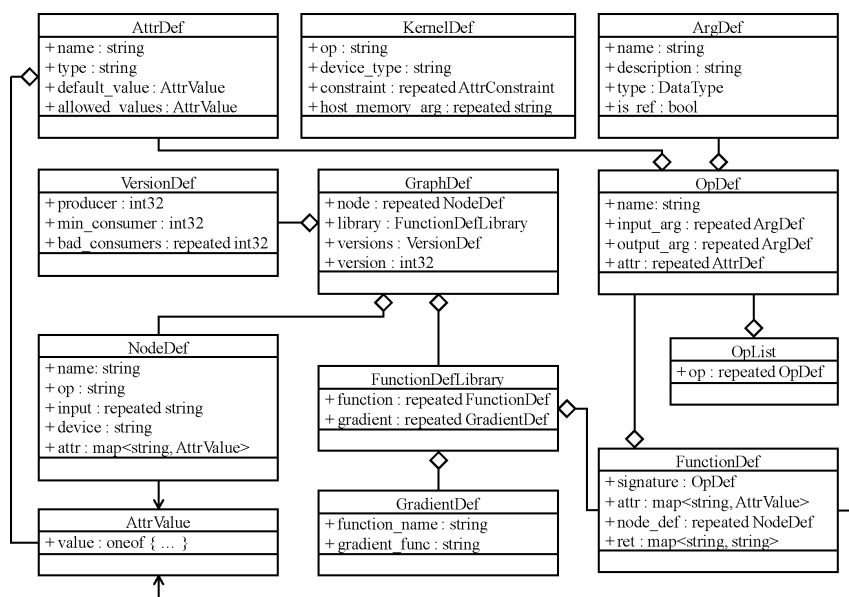 AttrDef
+ name : string
+ type : string
+ default_value : AttrValue
+ allowed_values : AttrValue
KernelDef
+ op : string
+ device_type : string
+ constraint : repeated AttrConstraint
+ host_memory_arg : repeated string
ArgDef
+ name : string
+ description : string
+ type : DataType
+ is_ref : bool
VersionDef
+ producer : int32
+ min_consumer : int32
+ bad_consumers : repeated int32
GraphDef
+ node : repeated NodeDef
+ library : FunctionDefLibrary
+ versions : VersionDef
+ version : int32
OpDef
+ name: string
+ input_arg : repeated ArgDef
+ output_arg : repeated ArgDef
+ attr : repeated AttrDef
NodeDef
+ name: string
+ op : string
+ input : repeated string
+ device : string
+ attr : map<string, AttrValue>
FunctionDefLibrary
+ function : repeated FunctionDef
+ gradient : repeated GradientDef
OpList
+ op : repeated OpDef
AttrValue
+ value : oneof { ... }
GradientDef
+ function_name : string
+ gradient_func : string
FunctionDef
+ signature : OpDef
+ attr : map<string, AttrValue>
+ node_def : repeated NodeDef
+ ret : map<string, string>